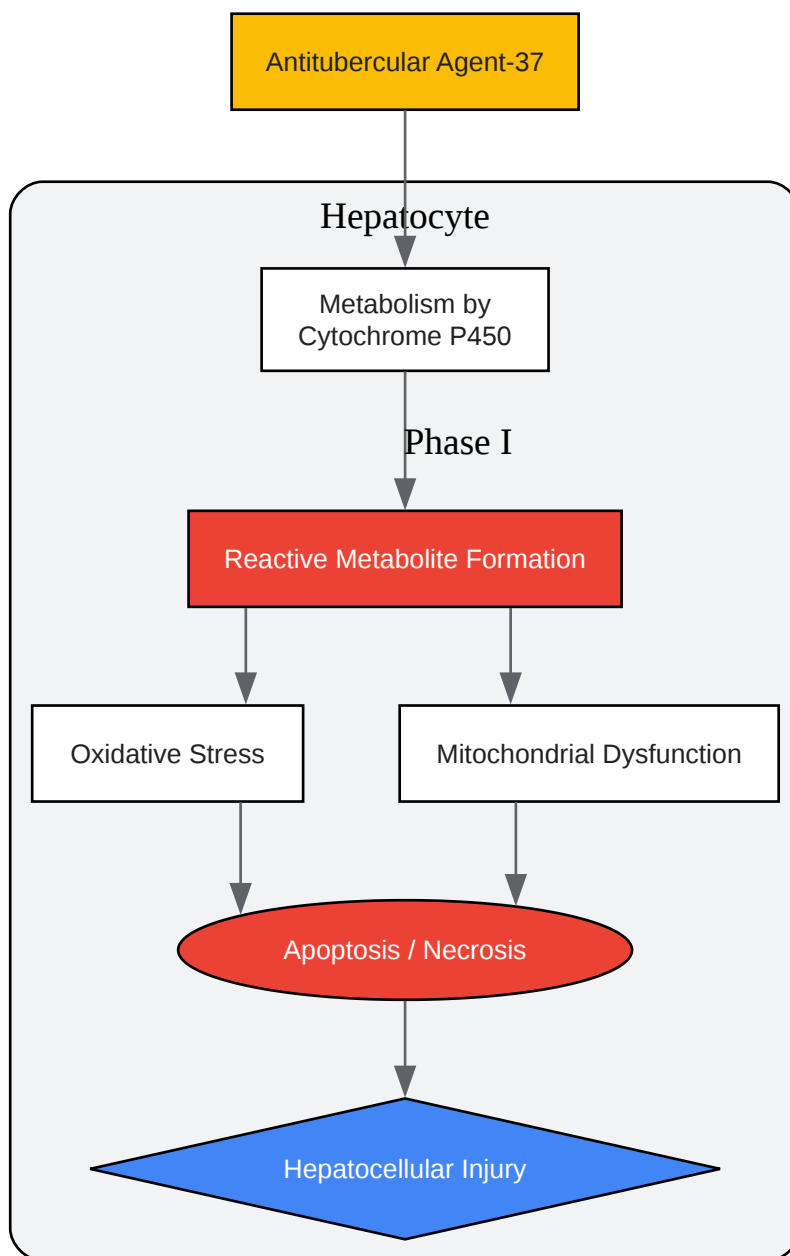 Antitubercular Agent-37
Hepatocyte
Metabolism by
Cytochrome P450
Phase I
Reactive Metabolite Formation
Oxidative Stress
Mitochondrial Dysfunction
Apoptosis / Necrosis
Hepatocellular Injury